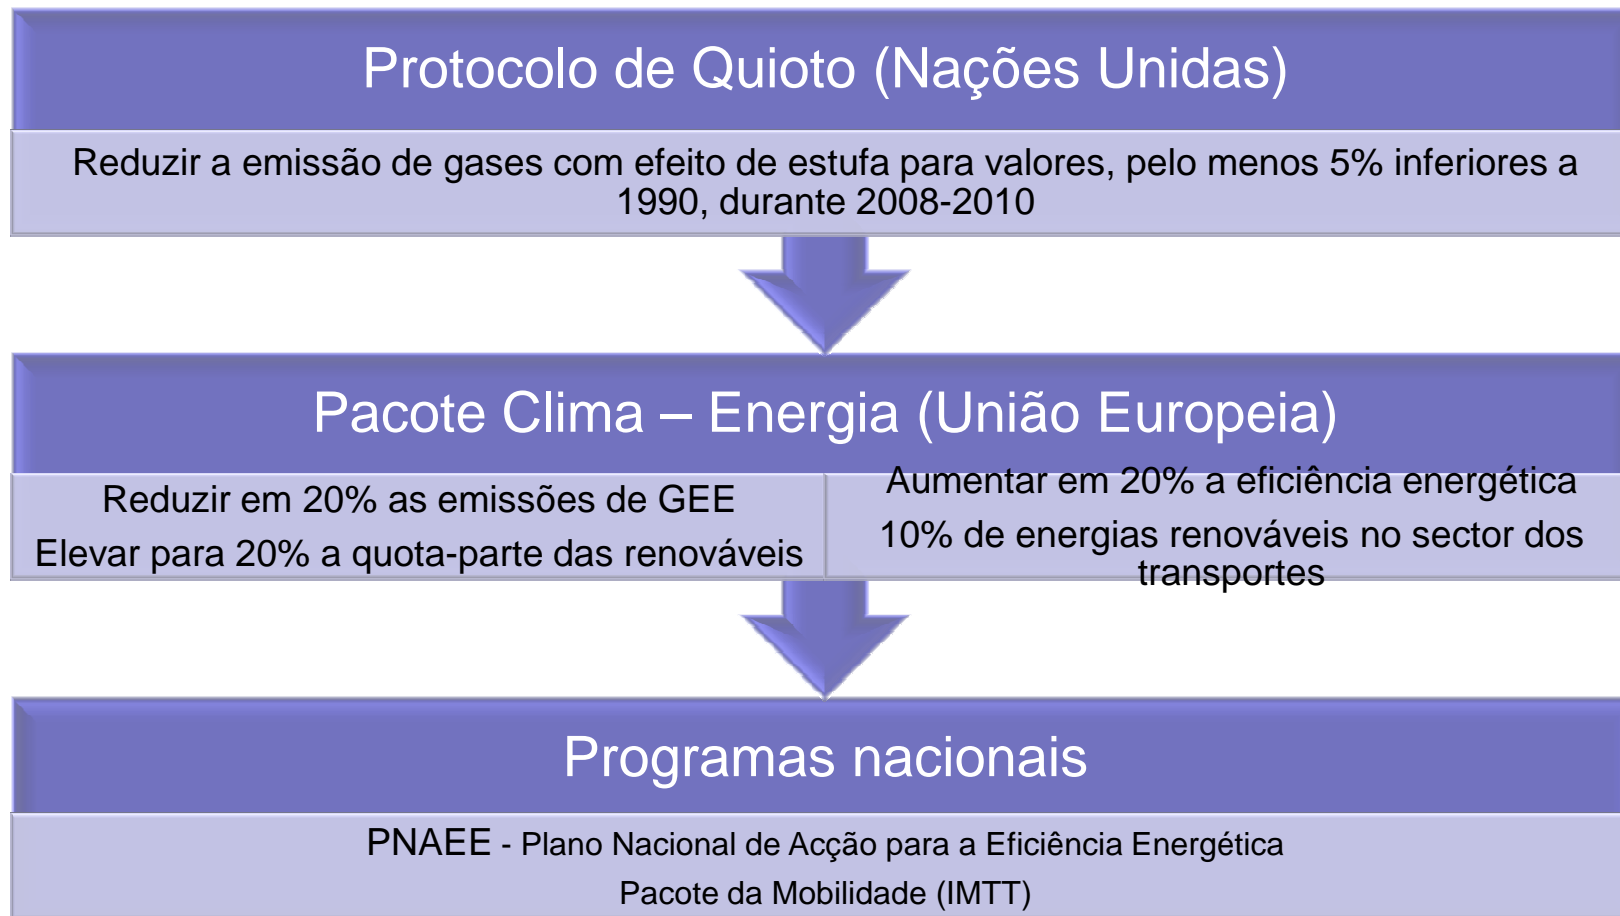 Protocolo de Quioto (Nações Unidas)
Reduzir a emissão de gases com efeito de estufa para valores, pelo menos 5% inferiores a
1990, durante 2008-2010
Pacote Clima – Energia (União Europeia)
Reduzir em 20% as emissões de GEE
Elevar para 20% a quota-parte das renováveis
Aumentar em 20% a eficiência energética
10% de energias renováveis no sector dos
transportes
Programas nacionais
PNAEE - Plano Nacional de Acção para a Eficiência Energética
Pacote da Mobilidade (IMTT)